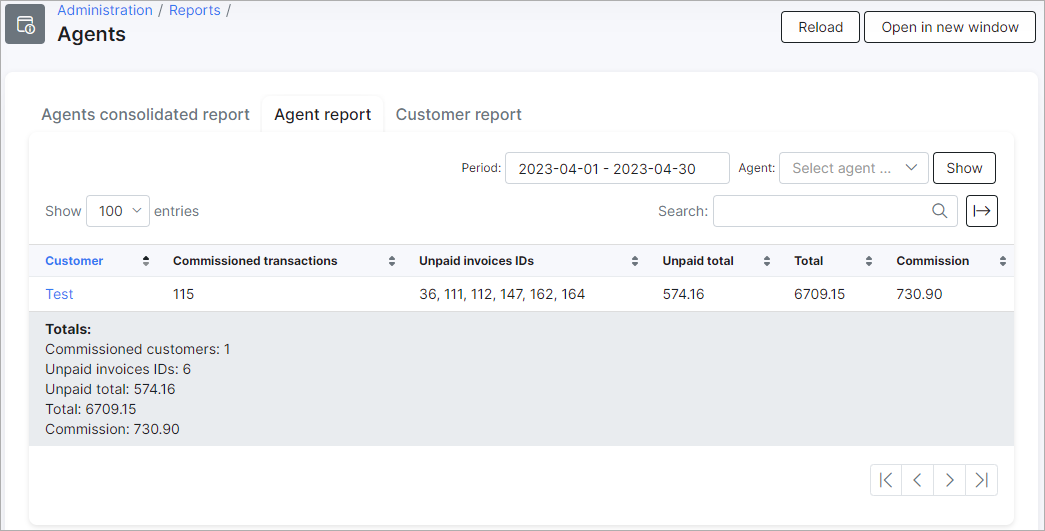 Administration / Reports /
Agents
Reload
Open in new window
Agents consolidated report
Agent report
Customer report
Period: 2023-04-01 - 2023-04-30 Agent: Select agent ... Show
Show 100 entries Search:
Customer Commissioned transactions Unpaid invoices IDs Unpaid total Total Commission
Test 115 36, 111, 112, 147, 162, 164 574.16 6709.15 730.90
Totals:
Commissioned customers: 1
Unpaid invoices IDs: 6
Unpaid total: 574.16
Total: 6709.15
Commission: 730.90